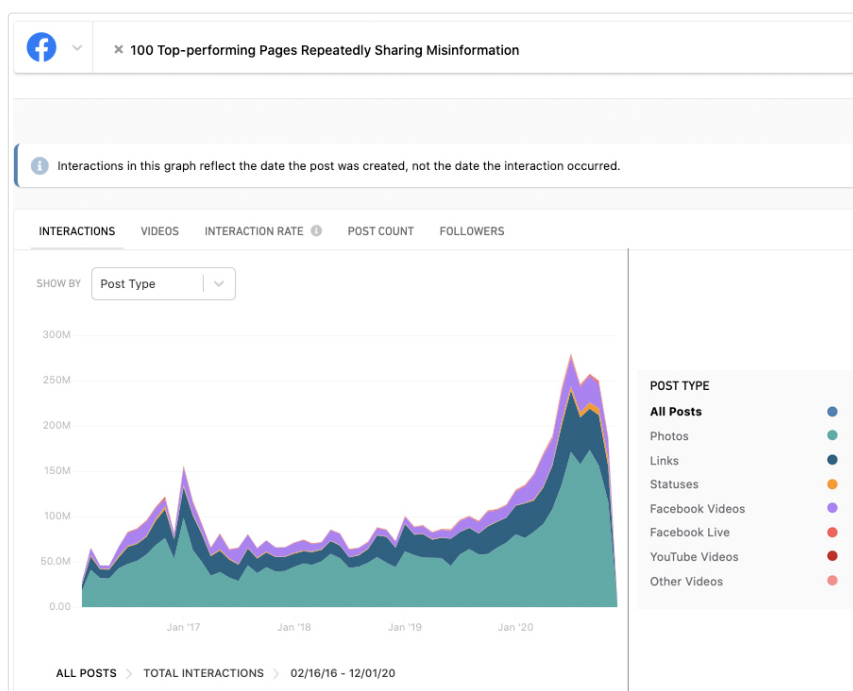 100 Top-performing Pages Repeatedly Sharing Misinformation
Interactions in this graph reflect the date the post was created, not the date the interaction occurred.
INTERACTIONS VIDEOS INTERACTION RATE POST COUNT FOLLOWERS
SHOW BY Post Type
300M
250M
200M
150M
100M
50.0M
0.00
Jan '17 Jan '18 Jan '19 Jan '20
POST TYPE
All Posts
Photos
Links
Statuses
Facebook Videos
Facebook Live
YouTube Videos
Other Videos
ALL POSTS TOTAL INTERACTIONS 02/16/16 - 12/01/20